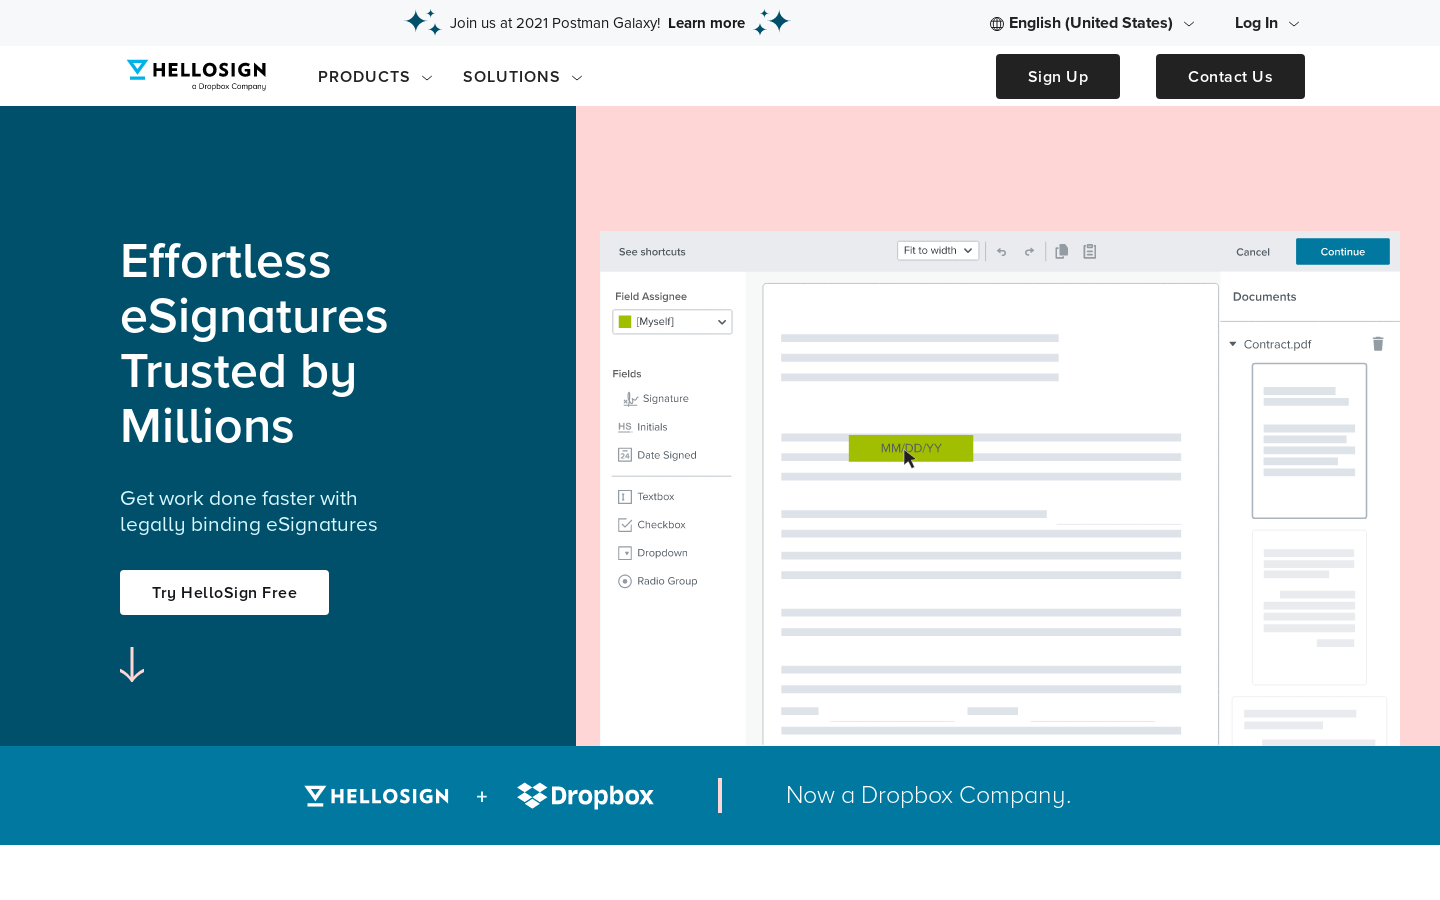 Join us at 2021 Postman Galaxy! Learn more
English (United States)
Log In
HELLOSIGN
a Dropbox Company
PRODUCTS
SOLUTIONS
Sign Up
Contact Us
Effortless
eSignatures
Trusted by
Millions
Get work done faster with
legally binding eSignatures
Try HelloSign Free
See shortcuts
Fit to width
Cancel
Continue
Field Assignee
[Myself]
Fields
Signature
HS Initials
24 Date Signed
Textbox
Checkbox
Dropdown
Radio Group
MM/DD/YY
Documents
Contract.pdf
HELLOSIGN + Dropbox
Now a Dropbox Company.